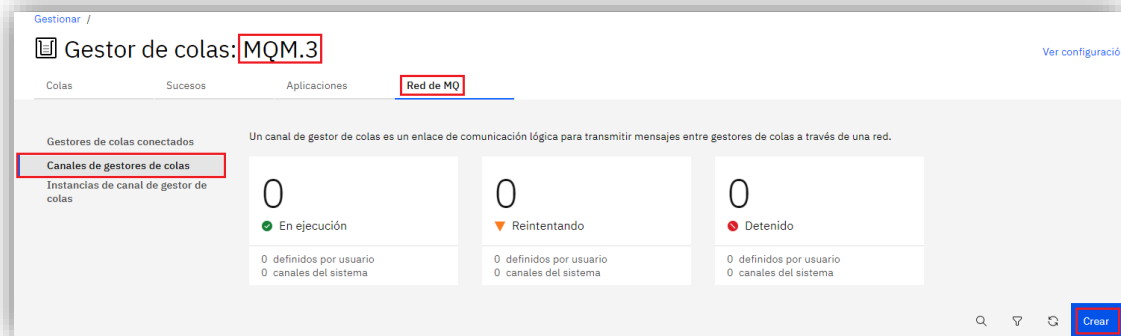 Gestionar /
Gestor de colas: MQM.3
Ver configuració
Colas Sucesos Aplicaciones Red de MQ
Gestores de colas conectados
Canales de gestores de colas
Instancias de canal de gestor de
colas
Un canal de gestor de colas es un enlace de comunicación lógica para transmitir mensajes entre gestores de colas a través de una red.
0
En ejecución
0 definidos por usuario
0 canales del sistema
0
Reintentando
0 definidos por usuario
0 canales del sistema
0
Detenido
0 definidos por usuario
0 canales del sistema
Crear